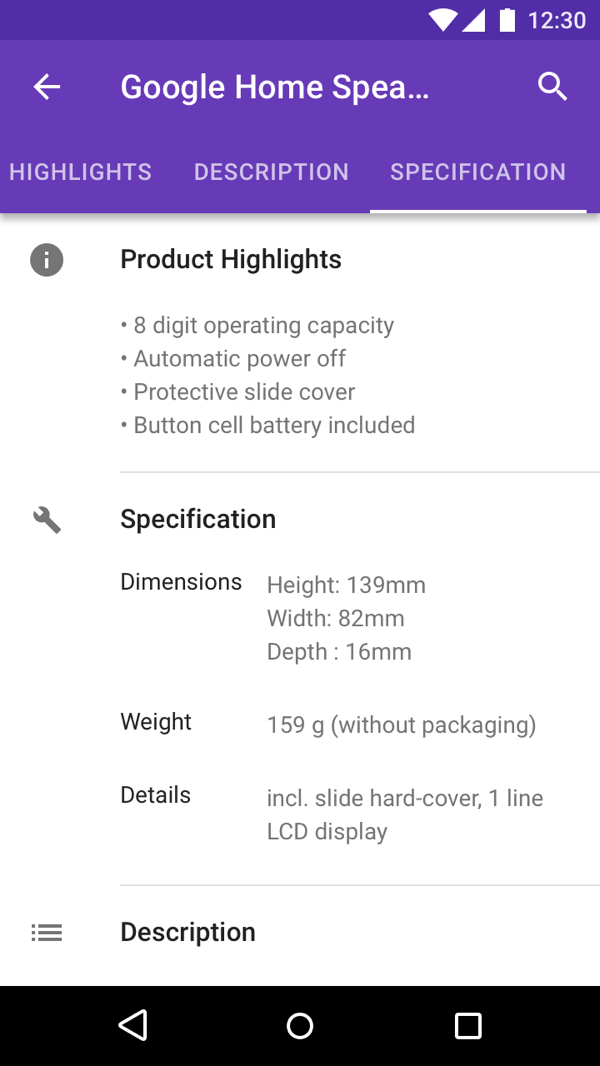 12:30
Google Home Spea...
HIGHLIGHTS DESCRIPTION SPECIFICATION
Product Highlights
• 8 digit operating capacity
• Automatic power off
• Protective slide cover
• Button cell battery included
Specification
Dimensions Height: 139mm
Width: 82mm
Depth : 16mm
Weight 159 g (without packaging)
Details incl. slide hard-cover, 1 line
LCD display
Description